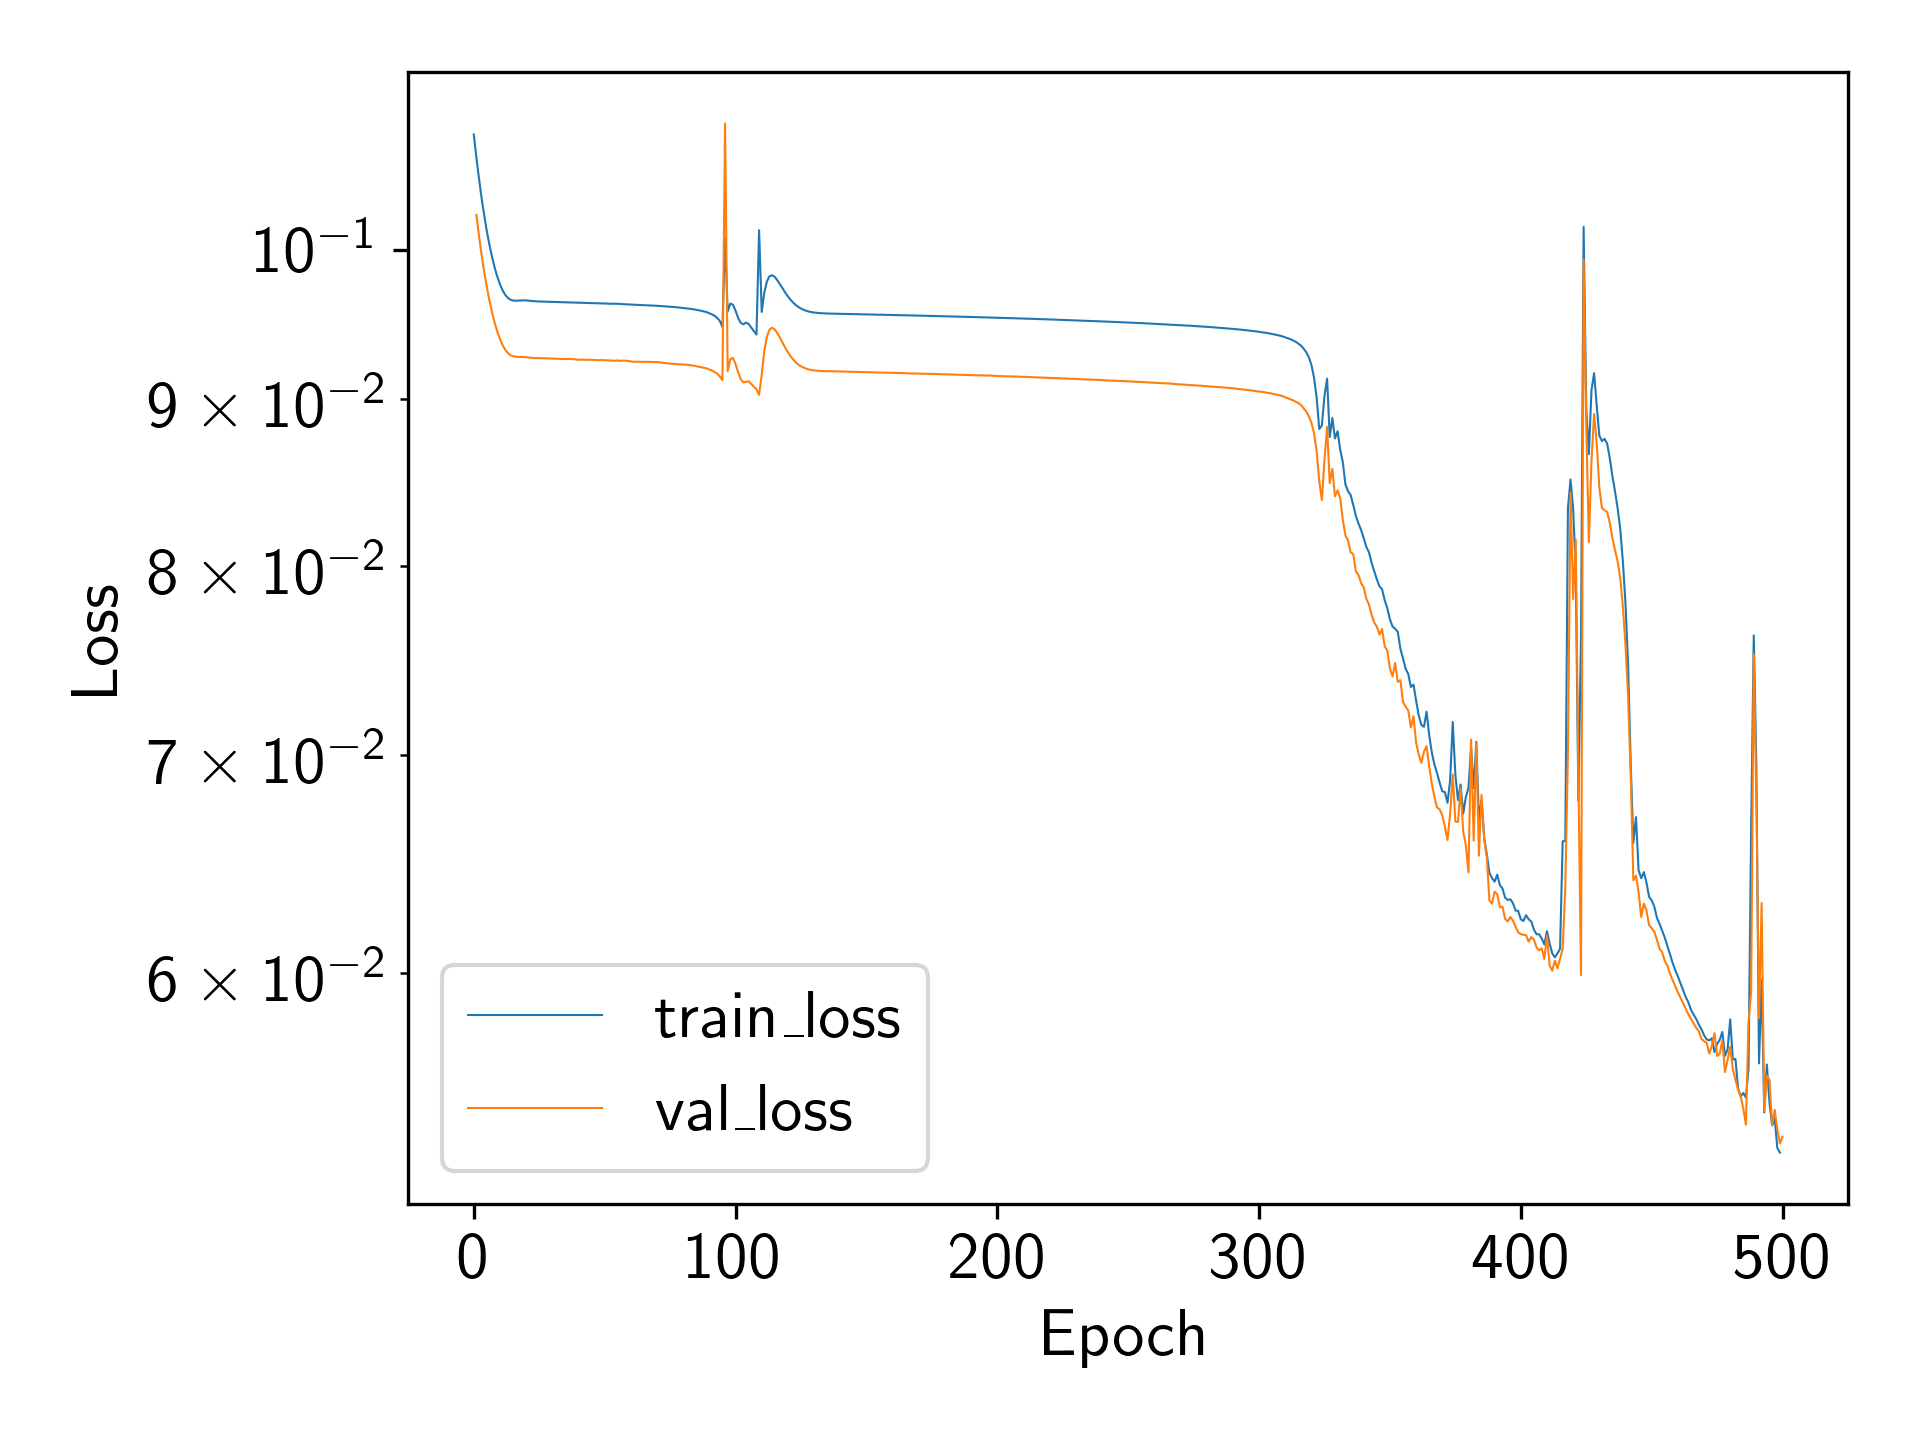 10⁻¹
9 × 10⁻²
8 × 10⁻²
7 × 10⁻²
6 × 10⁻²
Loss
train_loss
val_loss
0 100 200 300 400 500
Epoch